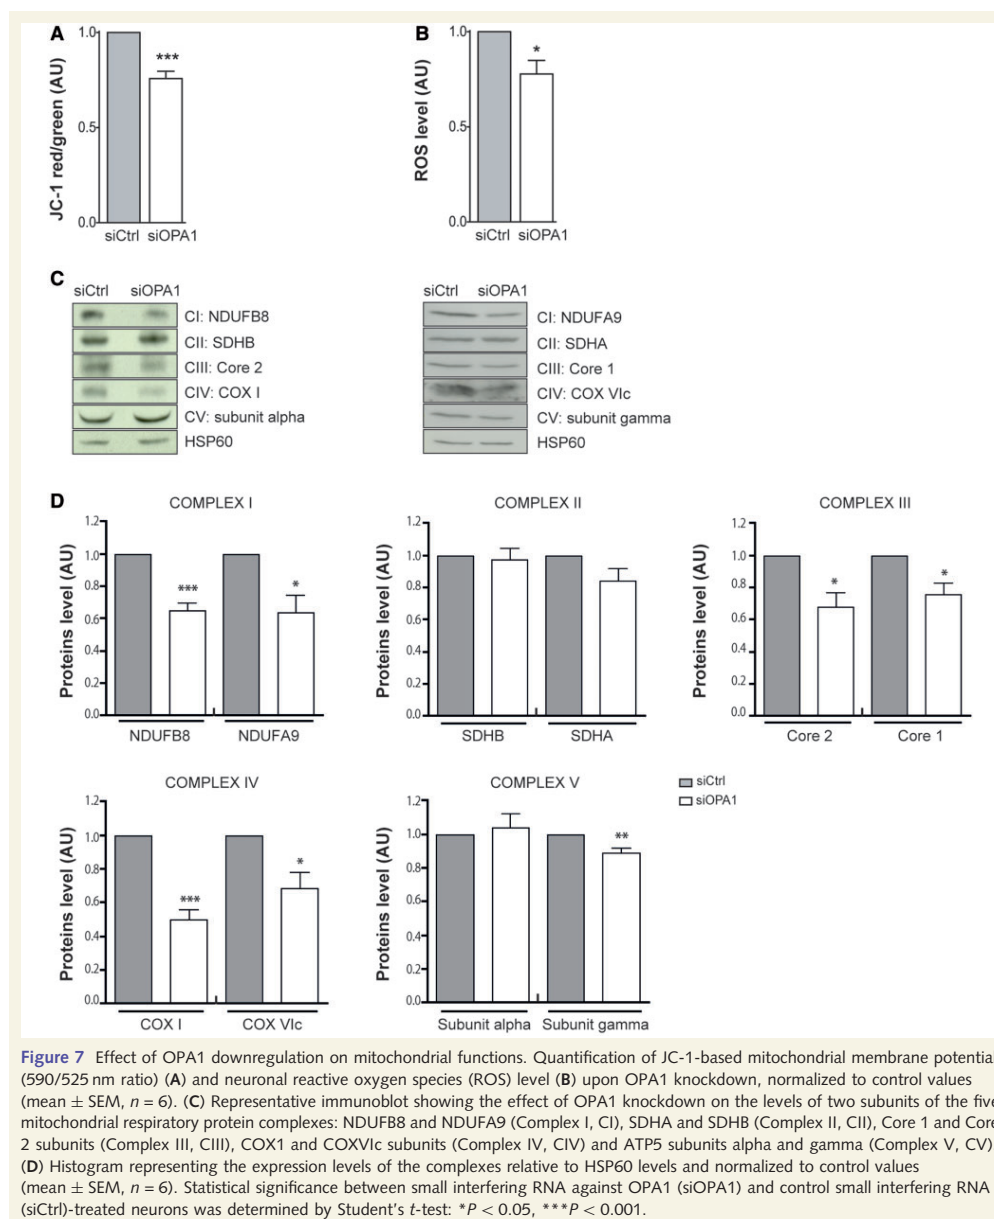 A
JC-1 red/green (AU)
1.0
0.5
0.0
***
siCtrl siOPA1
B
ROS level (AU)
1.0
0.5
0.0
*
siCtrl siOPA1
C
siCtrl siOPA1
CI: NDUFB8
CII: SDHB
CIII: Core 2
CIV: COX I
CV: subunit alpha
HSP60
siCtrl siOPA1
CI: NDUFA9
CII: SDHA
CIII: Core 1
CIV: COX VIc
CV: subunit gamma
HSP60
D
COMPLEX I
Proteins level (AU)
1.2
1.0
0.8
0.6
0.4
0.2
0.0
***
*
NDUFB8 NDUFA9
COMPLEX II
Proteins level (AU)
1.2
1.0
0.8
0.6
0.4
0.2
0.0
SDHB SDHA
COMPLEX III
Proteins level (AU)
1.2
1.0
0.8
0.6
0.4
0.2
0.0
*
*
Core 2 Core 1
COMPLEX IV
Proteins level (AU)
1.2
1.0
0.8
0.6
0.4
0.2
0.0
***
*
COX I COX VIc
COMPLEX V
Proteins level (AU)
1.2
1.0
0.8
0.6
0.4
0.2
0.0
**
Subunit alpha Subunit gamma
siCtrl
siOPA1
Figure 7 Effect of OPA1 downregulation on mitochondrial functions. Quantification of JC-1-based mitochondrial membrane potentia
(590/525 nm ratio) (A) and neuronal reactive oxygen species (ROS) level (B) upon OPA1 knockdown, normalized to control values
(mean ± SEM, n = 6). (C) Representative immunoblot showing the effect of OPA1 knockdown on the levels of two subunits of the five
mitochondrial respiratory protein complexes: NDUFB8 and NDUFA9 (Complex I, CI), SDHA and SDHB (Complex II, CII), Core 1 and Core
2 subunits (Complex III, CIII), COX1 and COXVIc subunits (Complex IV, CIV) and ATP5 subunits alpha and gamma (Complex V, CV)
(D) Histogram representing the expression levels of the complexes relative to HSP60 levels and normalized to control values
(mean ± SEM, n = 6). Statistical significance between small interfering RNA against OPA1 (siOPA1) and control small interfering RNA
(siCtrl)-treated neurons was determined by Student's t-test: *P < 0.05, ***P < 0.001.